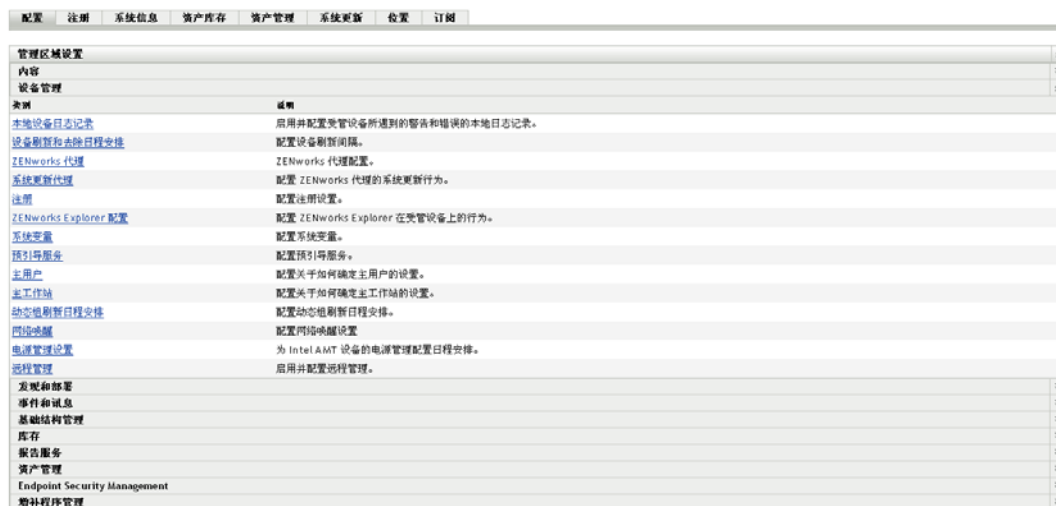 配置 注册 系统信息 资产库存 资产管理 系统更新 位置 订阅
管理区域设置
内容
设备管理
类别 说明
本地设备日志记录 启用并配置受管设备所遇到的警告和错误的本地日志记录。
设备刷新和去除日程安排 配置设备刷新间隔。
ZENworks 代理 ZENworks 代理配置。
系统更新代理 配置 ZENworks 代理的系统更新行为。
注册 配置注册设置。
ZENworks Explorer 配置 配置 ZENworks Explorer 在受管设备上的行为。
系统变量 配置系统变量。
预引导服务 配置预引导服务。
主用户 配置关于如何确定主用户的设置。
主工作站 配置关于如何确定主工作站的设置。
动态组刷新日程安排 配置动态组刷新日程安排。
网络唤醒 配置网络唤醒设置
电源管理设置 为 Intel AMT 设备的电源管理配置日程安排。
远程管理 启用并配置远程管理。
发现和部署
事件和讯息
基础结构管理
库存
报告服务
资产管理
Endpoint Security Management
增补程序管理